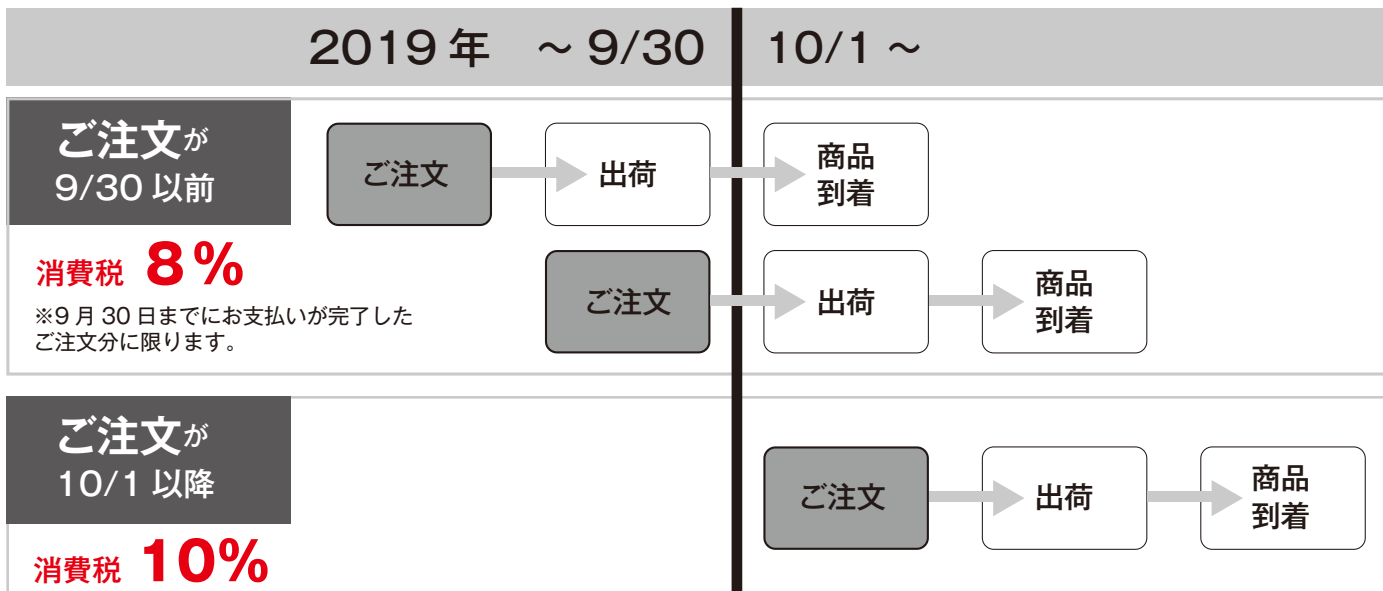 2019年 ～9/30 10/1～
ご注文が
9/30以前
ご注文 出荷 商品
到着
消費税 8%
※9月30日までにお支払いが完了した
ご注文分に限ります。
ご注文 出荷 商品
到着
ご注文が
10/1以降
消費税 10%
ご注文 出荷 商品
到着